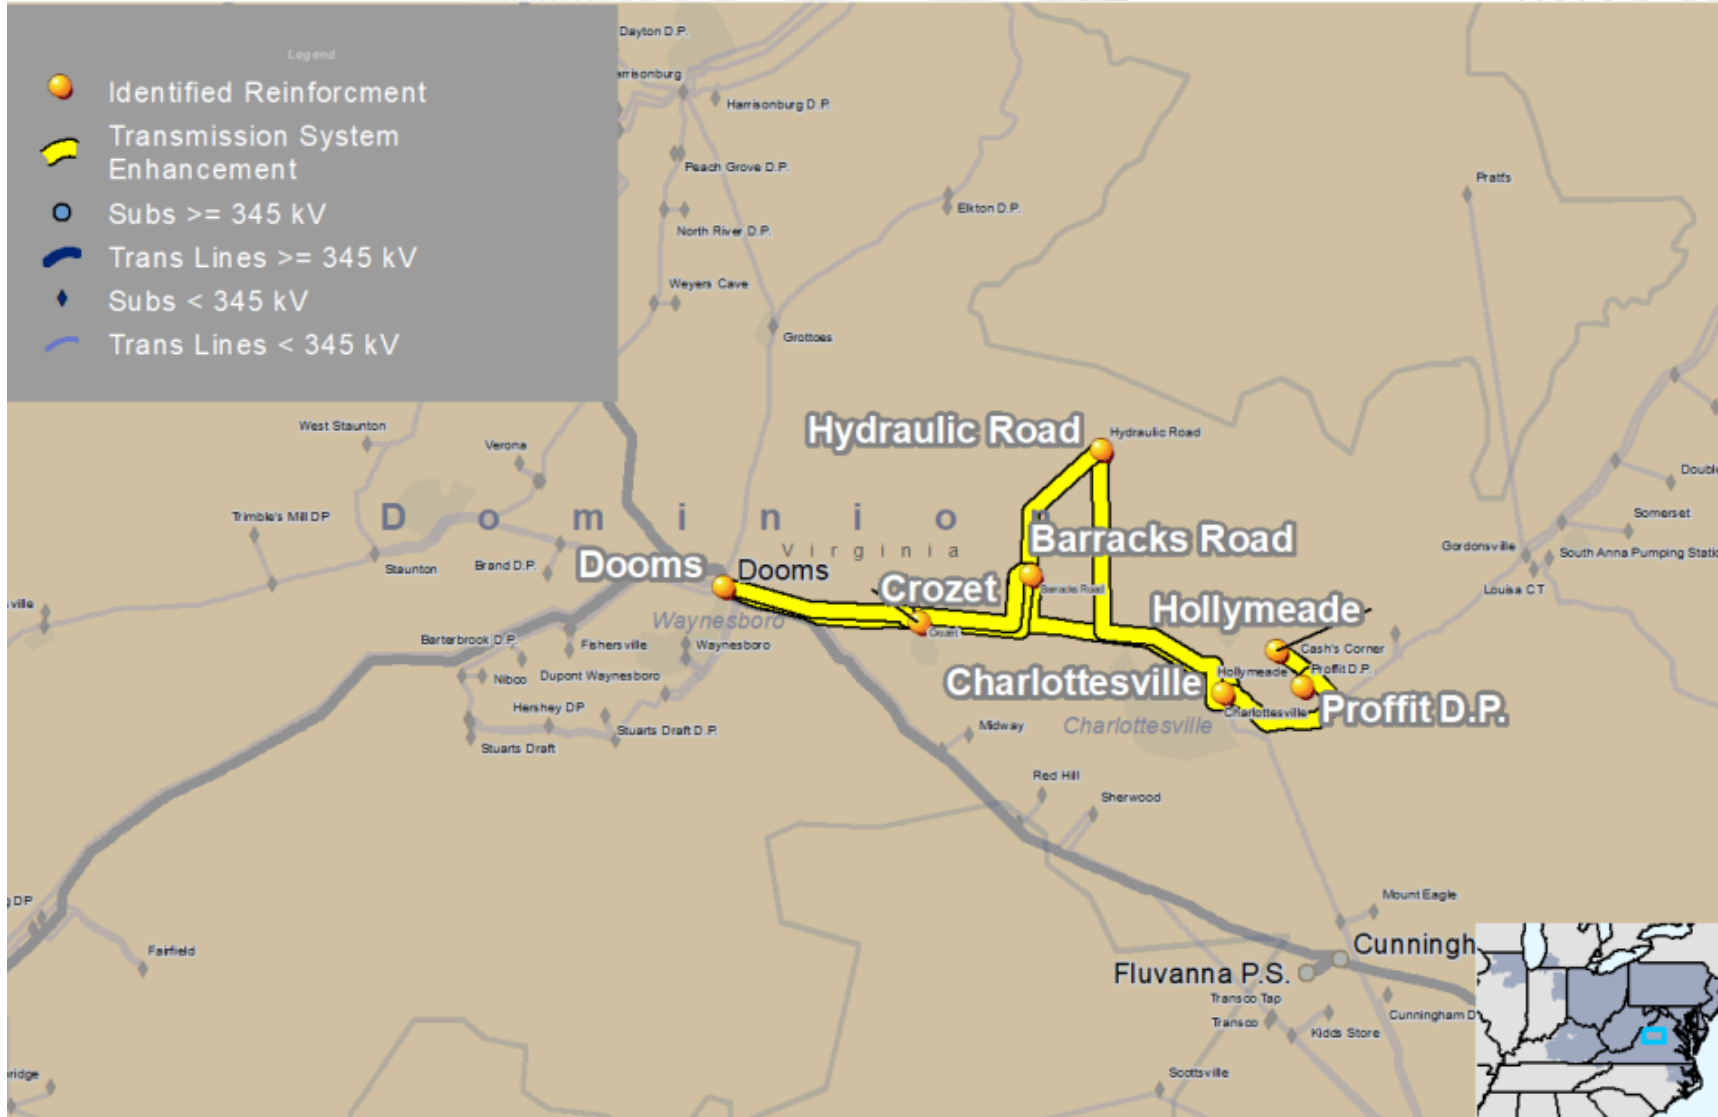 Legend
Identified Reinforcment
Transmission System
Enhancement
Subs >= 345 kV
Trans Lines >= 345 kV
Subs < 345 kV
Trans Lines < 345 kV
Dayton D.P.
Harrisonburg D.P.
Peach Grove D.P.
Elkton D.P.
Pratts
North River D.P.
Weyers Cave
Grottoes
West Staunton
Verona
Hydraulic Road
Hydraulic Road
Trimble's Mill DP
Dominion
Virginia
Somerset
Barracks Road
Barracks Road
Gordonsville
South Anna Pumping Static
Staunton
Brand D.P.
Dooms
Dooms
Crozet
Louisa CT
Hollymeade
Waynesboro
Barterbrook D.P.
Fishersville
Waynesboro
Cash's Corner
Proffit D.P.
Hollymeade
Niboo
Dupont Waynesboro
Charlottesville
Charlottesville
Proffit D.P.
Hershey DP
Stuarts Draft D.P.
Midway
Charlottesville
Stuarts Draft
Red Hill
Sherwood
Mount Eagle
Fairfield
Cunningh
Fluvanna P.S.
Transco Tap
Transco
Kidds Store
Cunningham D
Scottsville